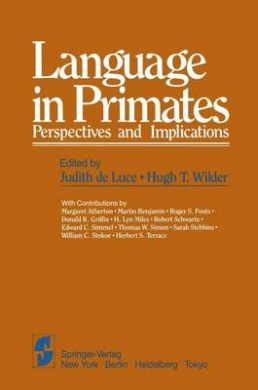 Language
in Primates
Perspectives and Implications
Edited by
Judith de Luce • Hugh T. Wilder
With Contributions by
Margaret Atherton • Martin Benjamin • Roger S. Fouts •
Donald R. Griffin • H. Lyn Miles • Robert Schwartz •
Edward C. Simmel • Thomas W. Simon • Sarah Stebbins •
William C. Stokoe • Herbert S. Terrace
Springer-Verlag
New York Berlin Heidelberg Tokyo